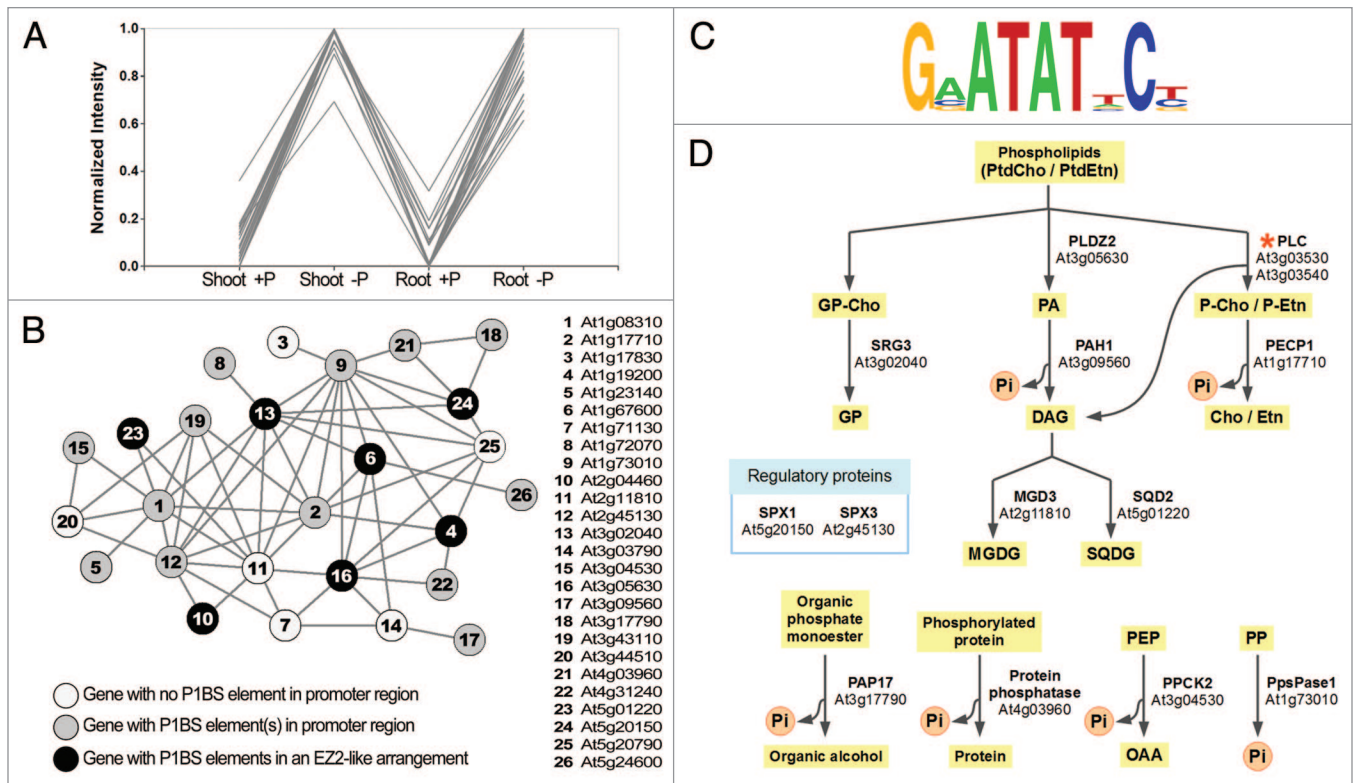 A
Normalized Intensity
1.0
0.8
0.6
0.4
0.2
0.0
Shoot +P Shoot -P Root +P Root -P
B
3
21
18
8
9
13
24
19
23
25
15
6
26
1
2
20
4
12
11
16
5
22
10
7
14
17
1 At1g08310
2 At1g17710
3 At1g17830
4 At1g19200
5 At1g23140
6 At1g67600
7 At1g71130
8 At1g72070
9 At1g73010
10 At2g04460
11 At2g11810
12 At2g45130
13 At3g02040
14 At3g03790
15 At3g04530
16 At3g05630
17 At3g09560
18 At3g17790
19 At3g43110
20 At3g44510
21 At4g03960
22 At4g31240
23 At5g01220
24 At5g20150
25 At5g20790
26 At5g24600
Gene with no P1BS element in promoter region
Gene with P1BS element(s) in promoter region
Gene with P1BS elements in an EZ2-like arrangement
C
GAATATTCT
D
Phospholipids
(PtdCho / PtdEtn)
PLDZ2
At3g05630
* PLC
At3g03530
At3g03540
GP-Cho
PA
P-Cho / P-Etn
SRG3
At3g02040
PAH1
At3g09560
PECP1
At1g17710
Pi
Pi
GP
DAG
Cho / Etn
Regulatory proteins
SPX1 SPX3
At5g20150 At2g45130
MGD3
At2g11810
SQD2
At5g01220
MGDG
SQDG
Organic
phosphate
monoester
Phosphorylated
protein
PEP
PP
PAP17
At3g17790
Protein
phosphatase
At4g03960
PPCK2
At3g04530
PpsPase1
At1g73010
Pi
Pi
Pi
Organic alcohol
Protein
OAA
Pi